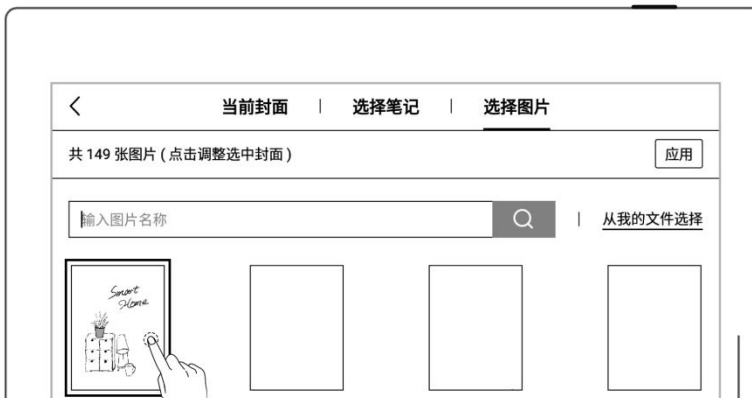 当前封面 | 选择笔记 | 选择图片
共 149 张图片 ( 点击调整选中封面 )
应用
输入图片名称
| 从我的文件选择
Smart
Home